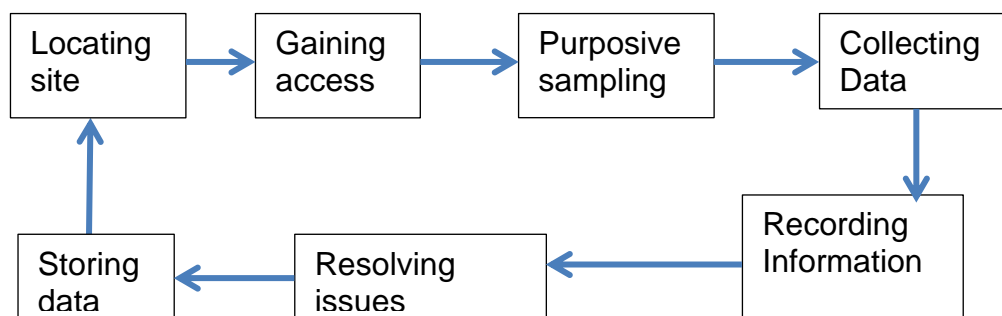 Locating
site
Gaining
access
Purposive
sampling
Collecting
Data
Recording
Information
Resolving
issues
Storing
data